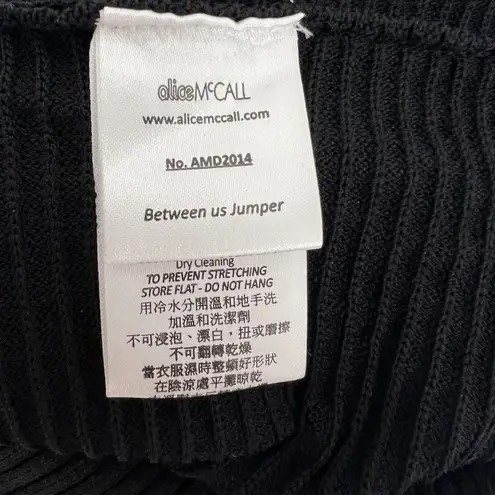 alice McCALL
www.alicemccall.com
No. AMD2014
Between us Jumper
Dry Cleaning
TO PREVENT STRETCHING
STORE FLAT - DO NOT HANG
用冷水分開溫和地手洗
加溫和洗潔劑
不可浸泡、漂白，扭或磨擦
不可翻轉乾燥
當衣服濕時整頓好形狀
在陰涼處平攤晾乾